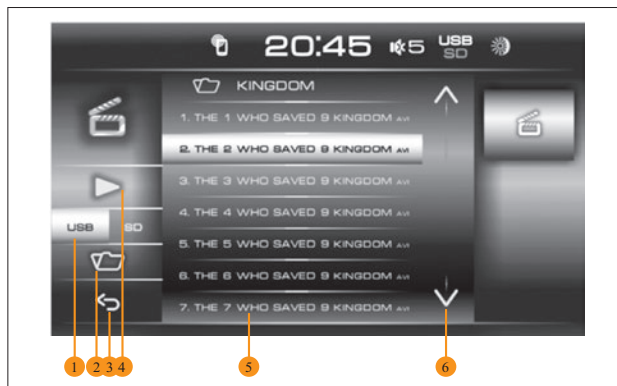 20:45 5 USB
SD
KINGDOM
1. THE 1 WHO SAVED 9 KINGDOM AVI
2. THE 2 WHO SAVED 9 KINGDOM AVI
3. THE 3 WHO SAVED 9 KINGDOM AVI
4. THE 4 WHO SAVED 9 KINGDOM AVI
USB SD
5. THE 5 WHO SAVED 9 KINGDOM AVI
6. THE 6 WHO SAVED 9 KINGDOM AVI
7. THE 7 WHO SAVED 9 KINGDOM AVI
1 2 3 4 5 6